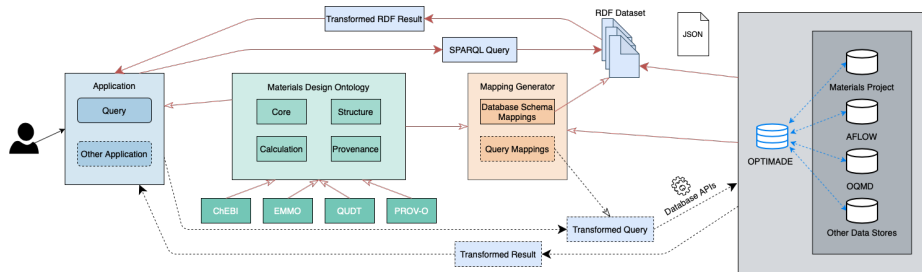 Transformed RDF Result
RDF Dataset
JSON
SPARQL Query
Application
Query
Other Application
Materials Design Ontology
Core
Structure
Calculation
Provenance
ChEBI
EMMO
QUDT
PROV-O
Mapping Generator
Database Schema
Mappings
Query Mappings
Database APIs
Transformed Query
Transformed Result
OPTIMADE
Materials Project
AFLOW
OQMD
Other Data Stores